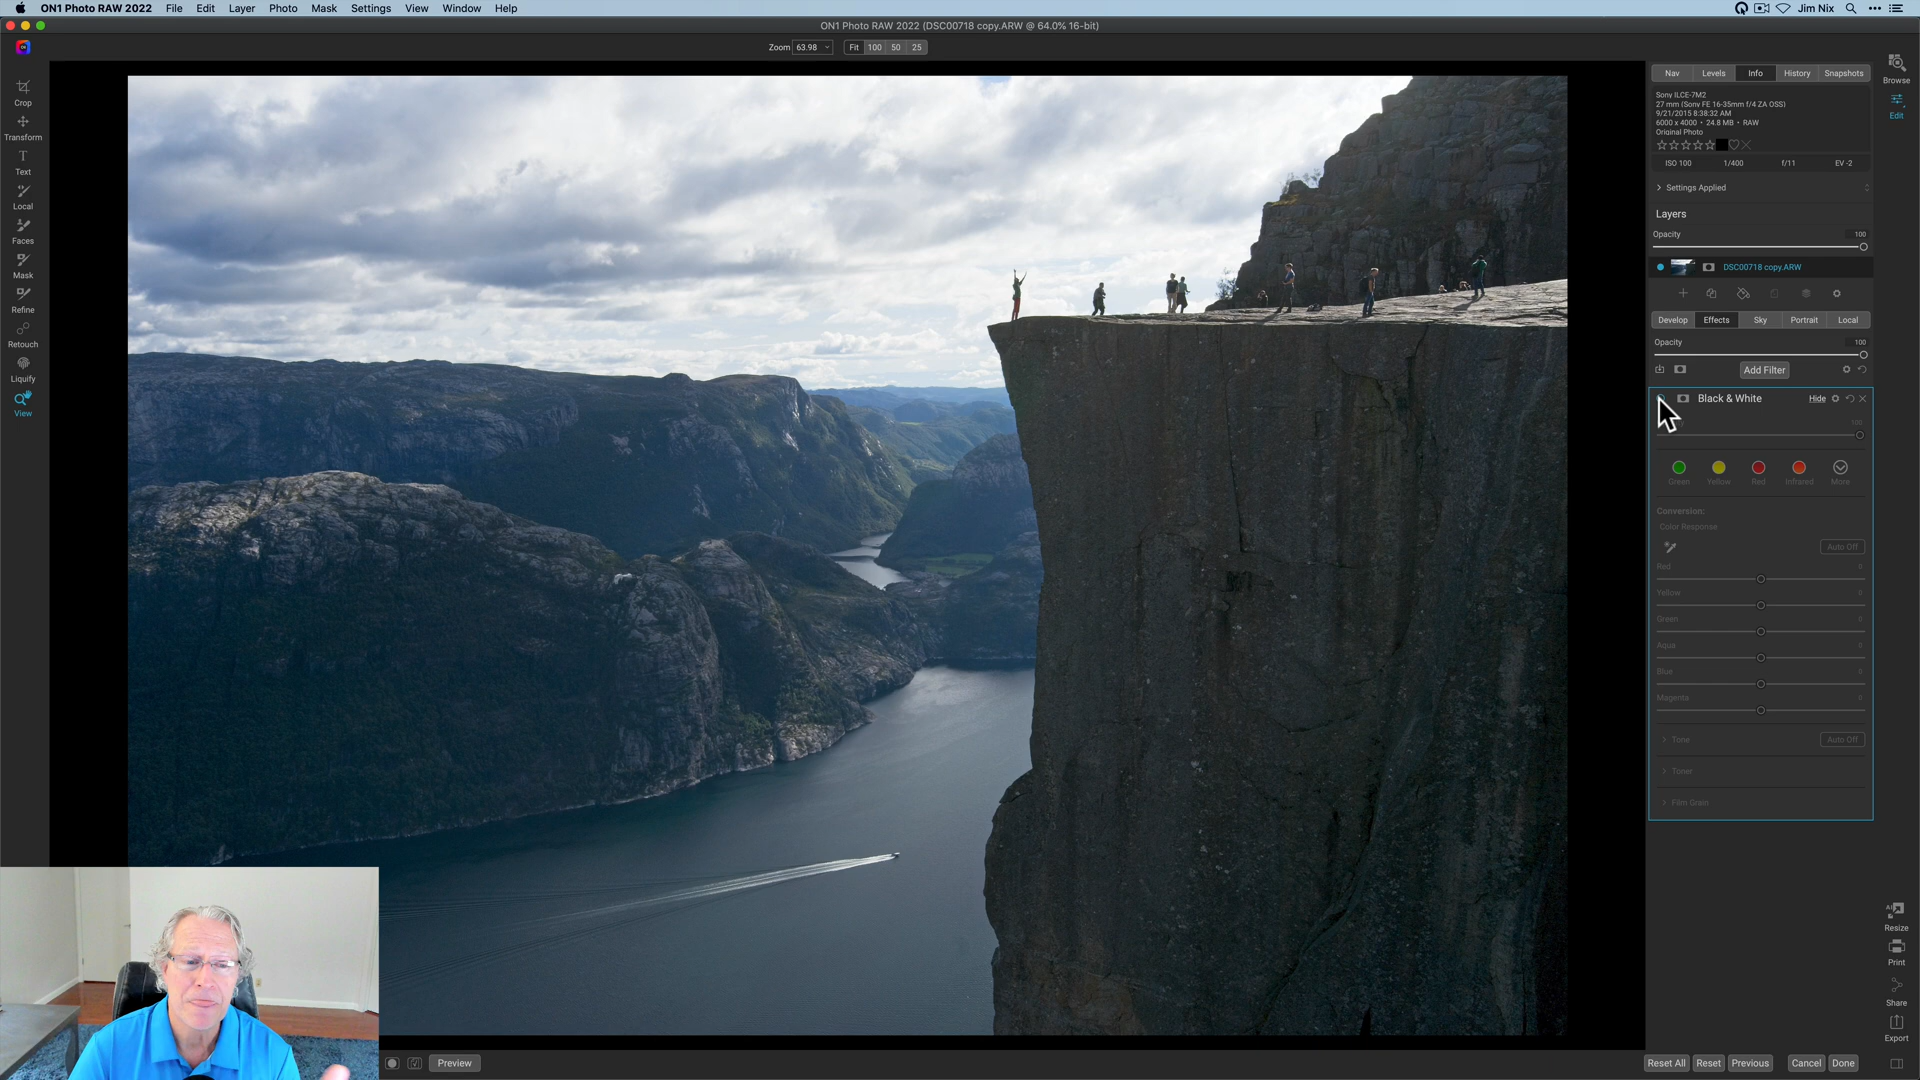 ON1 Photo RAW 2022 File Edit Layer Photo Mask Settings View Window Help Jim Nix
ON1 Photo RAW 2022 (DSC00718 copy.ARW @ 64.0% 16-bit)
Zoom 63.98 Fit 100 50 25
Crop
Transform
Text
Local
Faces
Mask
Refine
Retouch
Liquify
View
Nav Levels Info History Snapshots
Sony ILCE-7M2
27 mm (Sony FE 16-35mm f/4 ZA OSS)
9/21/2015 8:38:32 AM
6000 x 4000 • 24.8 MB • RAW
Original Photo
ISO 100 1/400 f/11 EV -2
Settings Applied
Layers
Opacity 100
DSC00718 copy.ARW
Develop Effects Sky Portrait Local
Opacity 100
Add Filter
Black & White Hide
100
Green Yellow Red Infrared More
Conversion:
Color Response
Auto Off
Red 0
Yellow 0
Green 0
Aqua 0
Blue 0
Magenta 0
Tone Auto Off
Toner
Film Grain
Browse
Edit
Resize
Print
Share
Export
Preview
Reset All Reset Previous Cancel Done